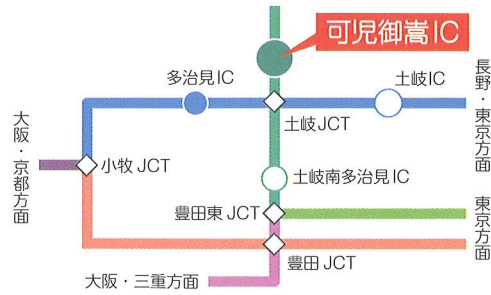 可児御嵩IC
多治見IC
土岐IC
長野・東京方面
土岐JCT
大阪・京都方面
小牧JCT
土岐南多治見IC
豊田東JCT
東京方面
豊田JCT
大阪・三重方面